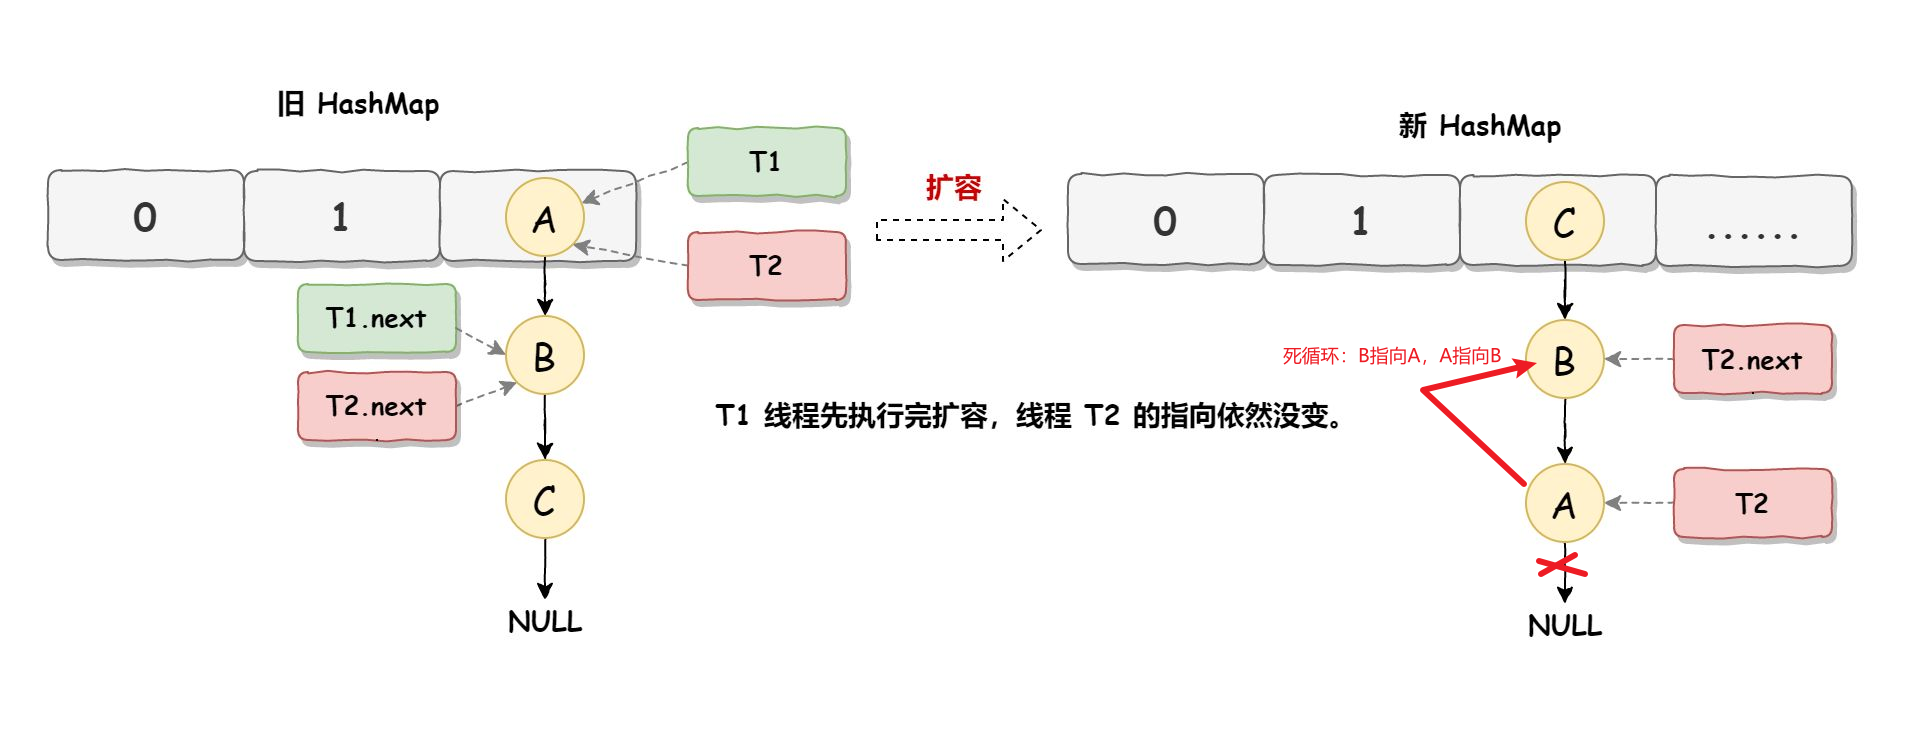 旧 HashMap
新 HashMap
T1
扩容
0
1
A
T2
0
1
C
......
T1.next
B
T2.next
死循环：B指向A，A指向B
B
T2.next
T1 线程先执行完扩容，线程 T2 的指向依然没变。
C
A
T2
NULL
NULL